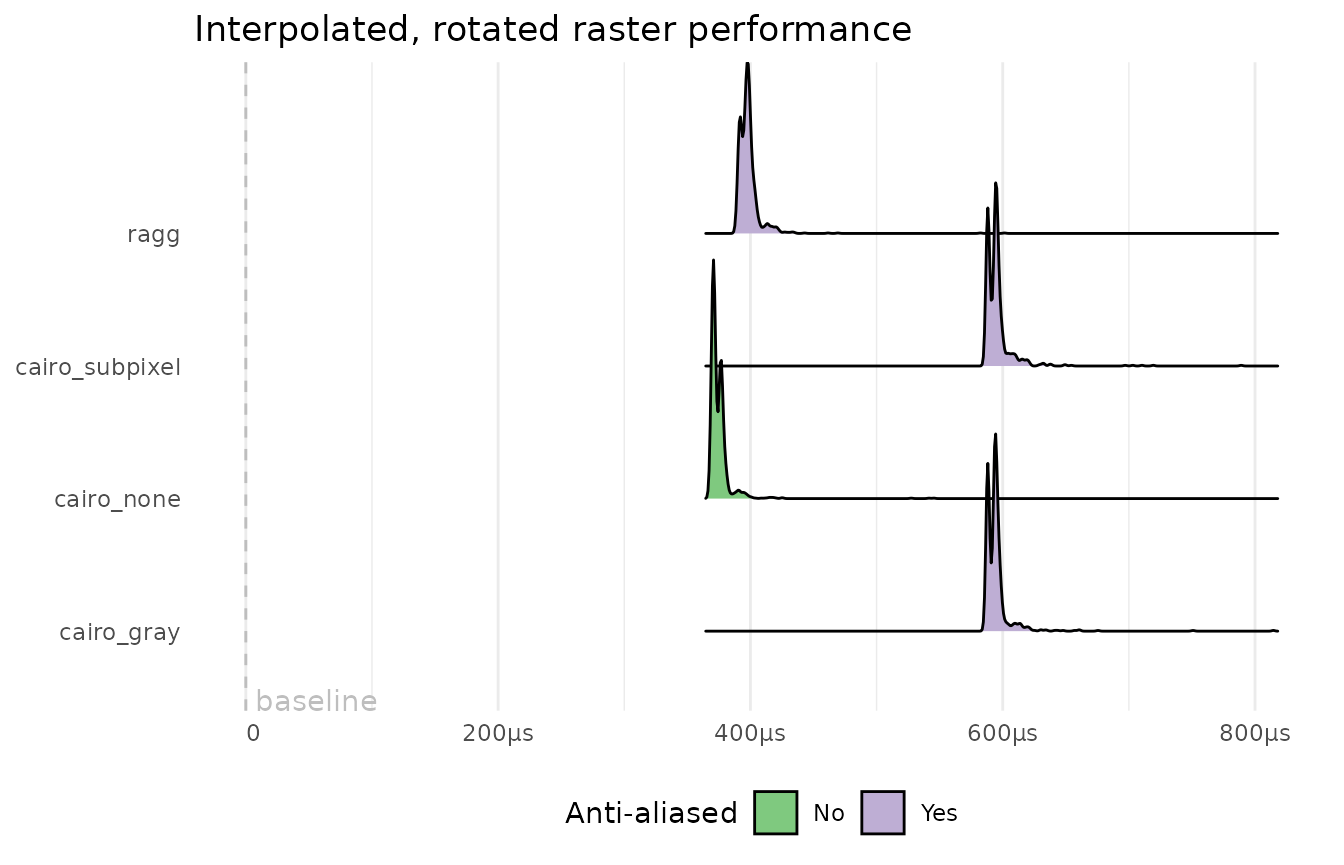 Interpolated, rotated raster performance
ragg
cairo_subpixel
cairo_none
cairo_gray
baseline
0 200µs 400µs 600µs 800µs
Anti-aliased No Yes